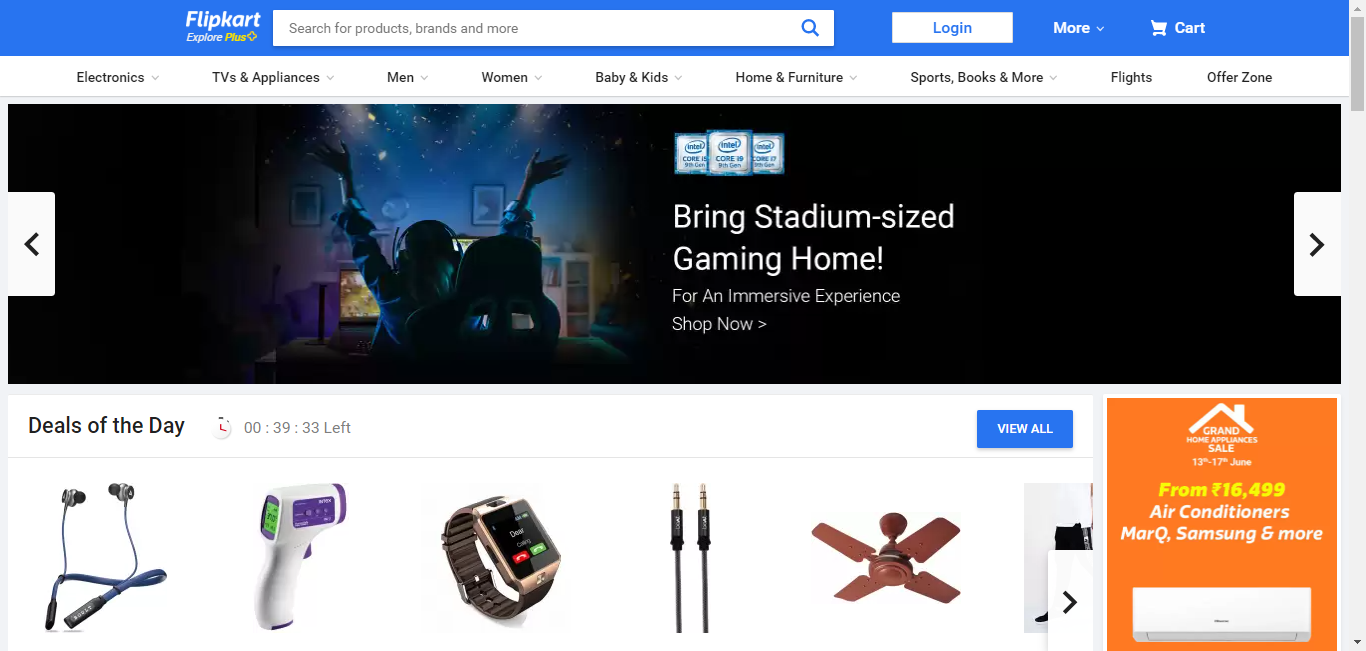 Flipkart
Explore Plus
Search for products, brands and more
Login
More
Cart
Electronics
TVs & Appliances
Men
Women
Baby & Kids
Home & Furniture
Sports, Books & More
Flights
Offer Zone
intel CORE i5 9th Gen
intel CORE i9 9th Gen
intel CORE i7 9th Gen
Bring Stadium-sized
Gaming Home!
For An Immersive Experience
Shop Now >
Deals of the Day
00 : 39 : 33 Left
VIEW ALL
BOULT
intex
Dear
Calling
GRAND
HOME APPLIANCES
SALE
13th-17th June
From ₹16,499
Air Conditioners
MarQ, Samsung & more